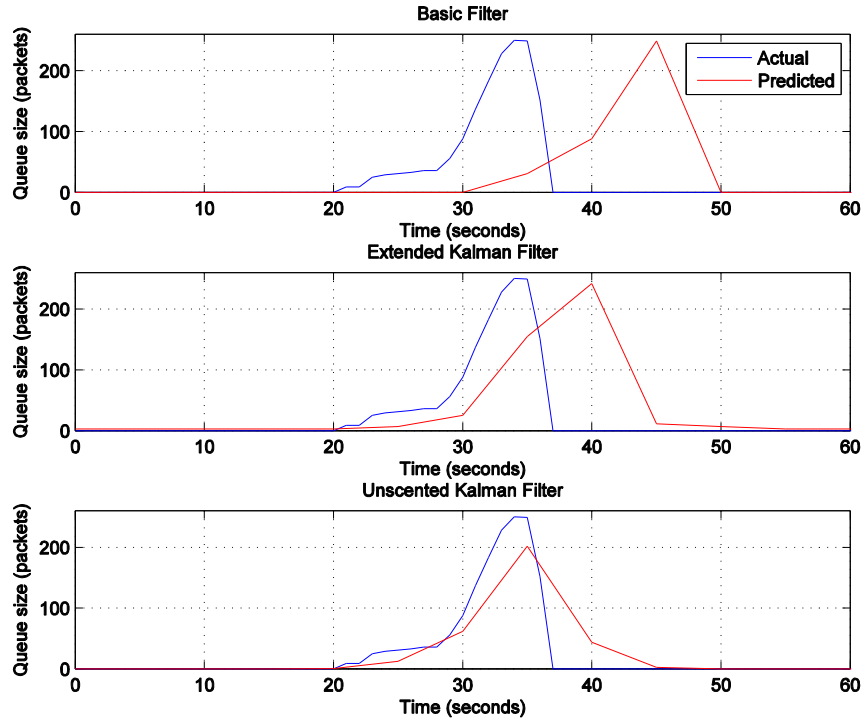 Basic Filter
Queue size (packets)
200
100
0
Actual
Predicted
0 10 20 30 40 50 60
Time (seconds)
Extended Kalman Filter
Queue size (packets)
200
100
0
0 10 20 30 40 50 60
Time (seconds)
Unscented Kalman Filter
Queue size (packets)
200
100
0
0 10 20 30 40 50 60
Time (seconds)